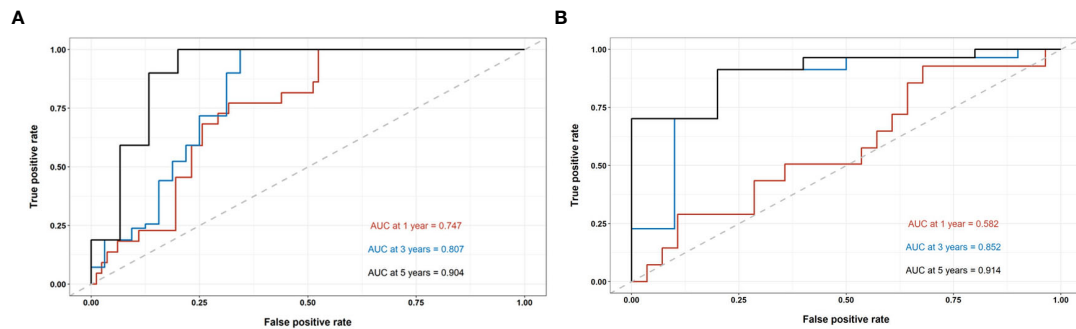 A
1.00
0.75
0.50
0.25
0.00
True positive rate
AUC at 1 year = 0.747
AUC at 3 years = 0.807
AUC at 5 years = 0.904
0.00 0.25 0.50 0.75 1.00
False positive rate
B
1.00
0.75
0.50
0.25
0.00
True positive rate
AUC at 1 year = 0.582
AUC at 3 years = 0.852
AUC at 5 years = 0.914
0.00 0.25 0.50 0.75 1.00
False positive rate